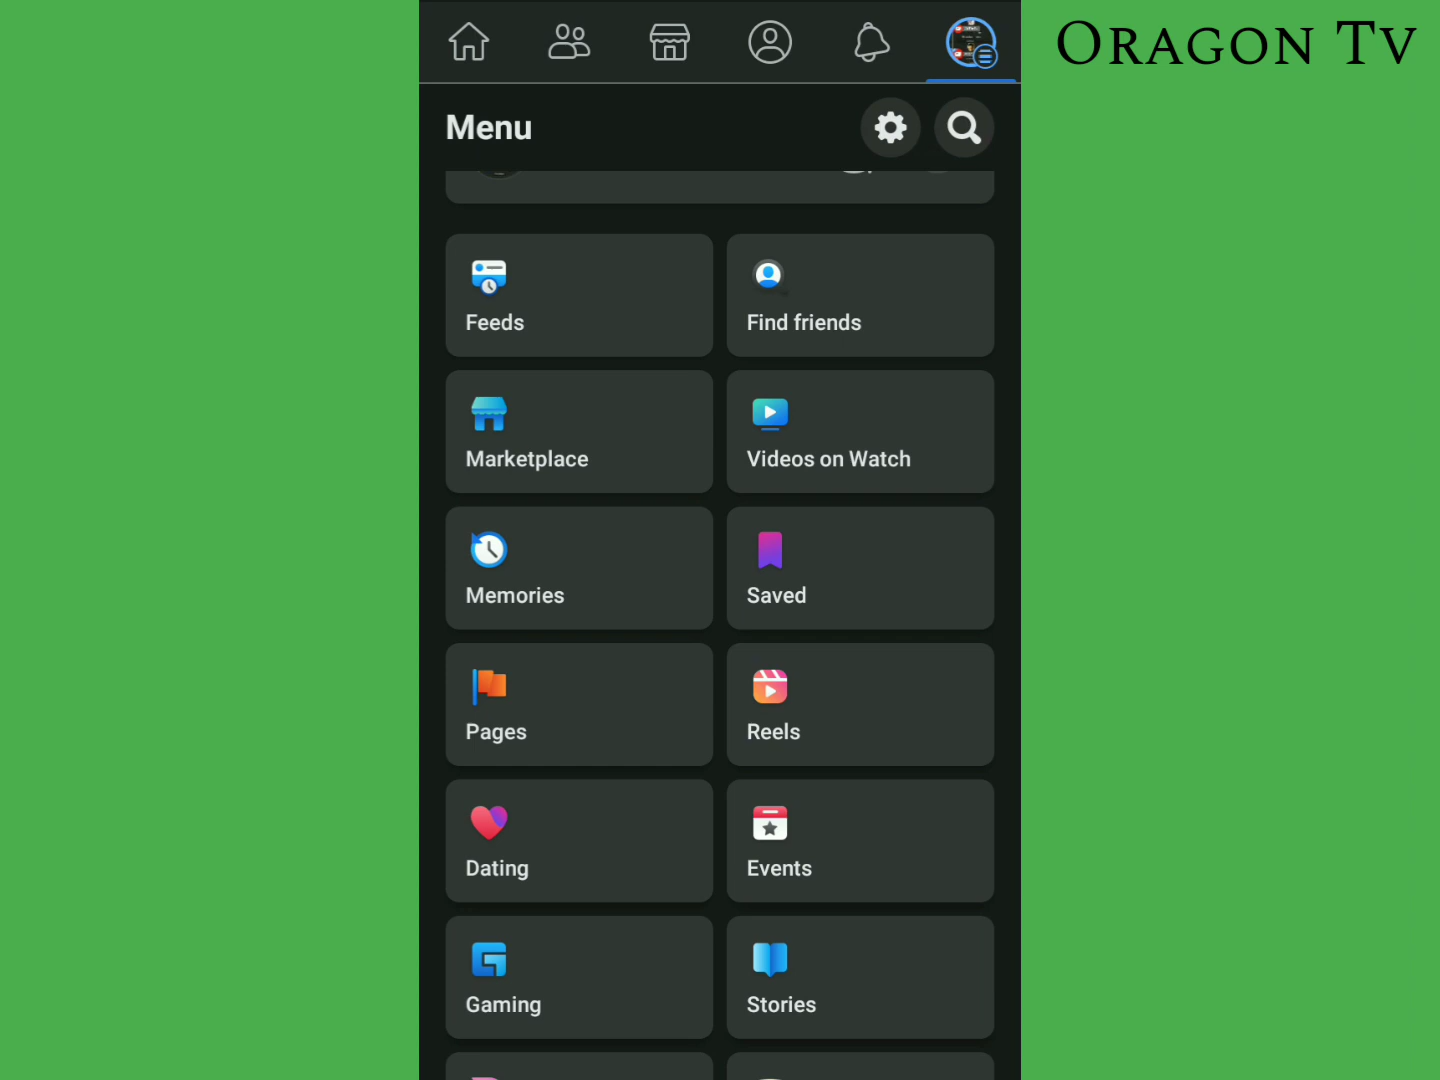 Oragon Tv
Menu
Feeds
Find friends
Marketplace
Videos on Watch
Memories
Saved
Pages
Reels
Dating
Events
Gaming
Stories